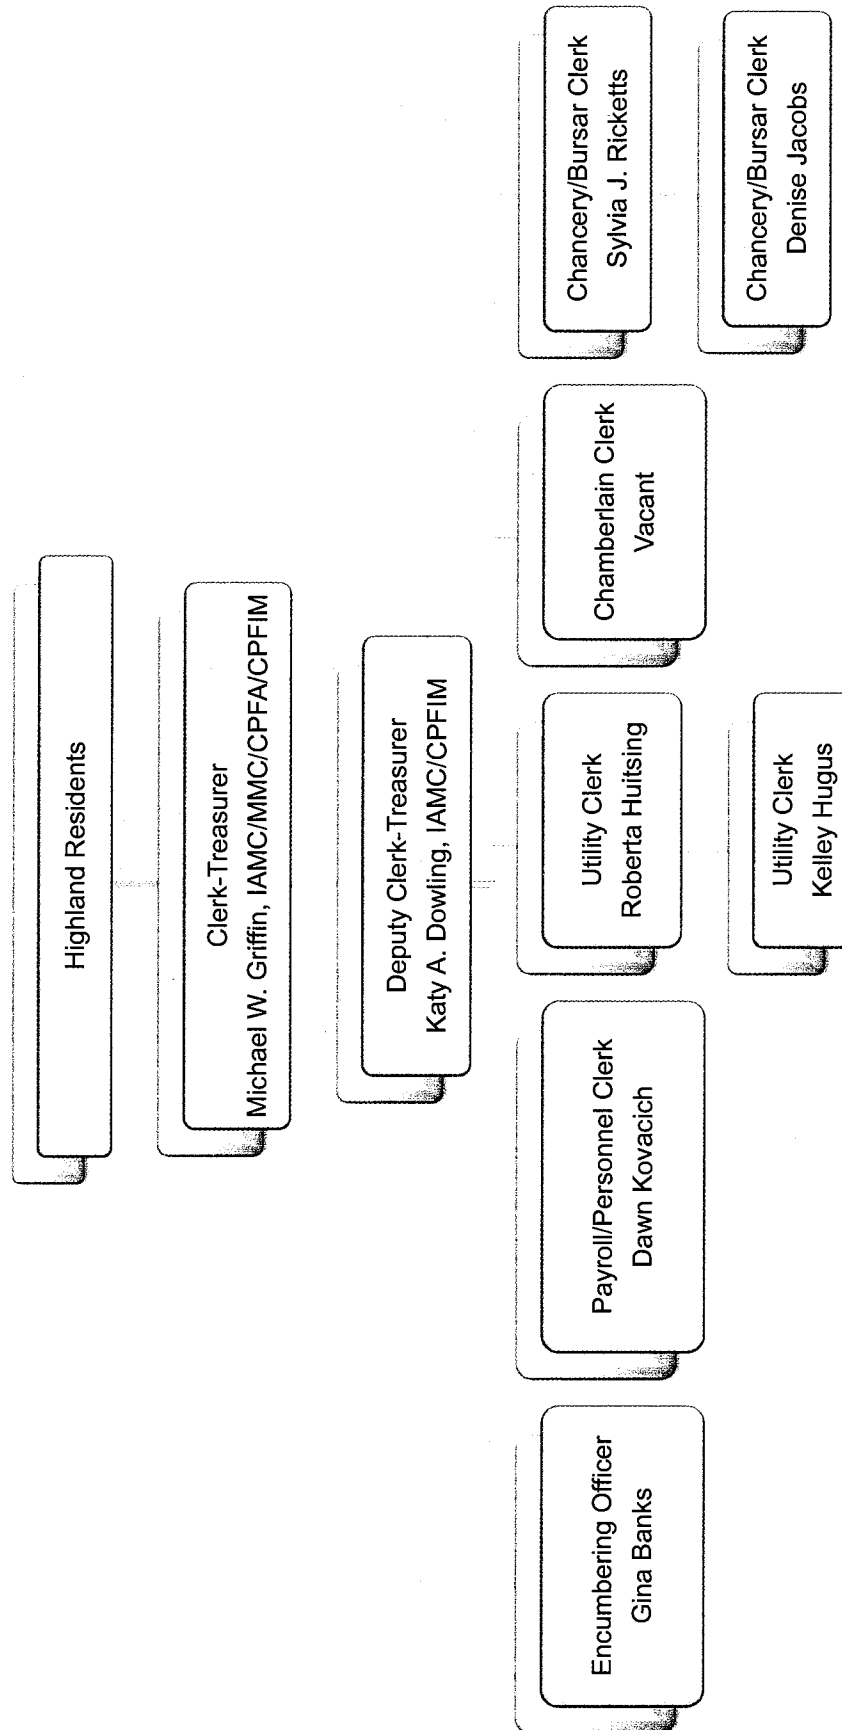 Highland Residents
Clerk-Treasurer
Michael W. Griffin, IAMC/MMC/CPFA/CPFIM
Deputy Clerk-Treasurer
Katy A. Dowling, IAMC/CPFIM
Encumbering Officer
Gina Banks
Payroll/Personnel Clerk
Dawn Kovacich
Utility Clerk
Roberta Huitsing
Chamberlain Clerk
Vacant
Chancery/Bursar Clerk
Sylvia J. Ricketts
Utility Clerk
Kelley Hugus
Chancery/Bursar Clerk
Denise Jacobs